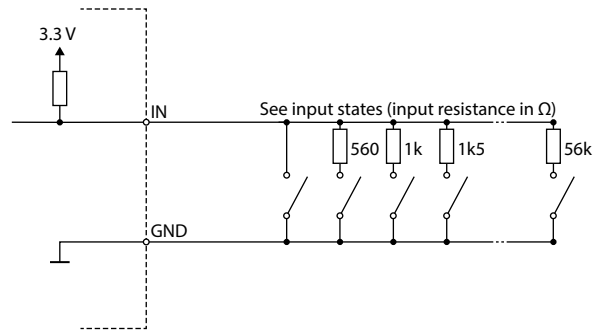 3.3 V
IN
See input states (input resistance in Ω)
560
1k
1k5
56k
GND